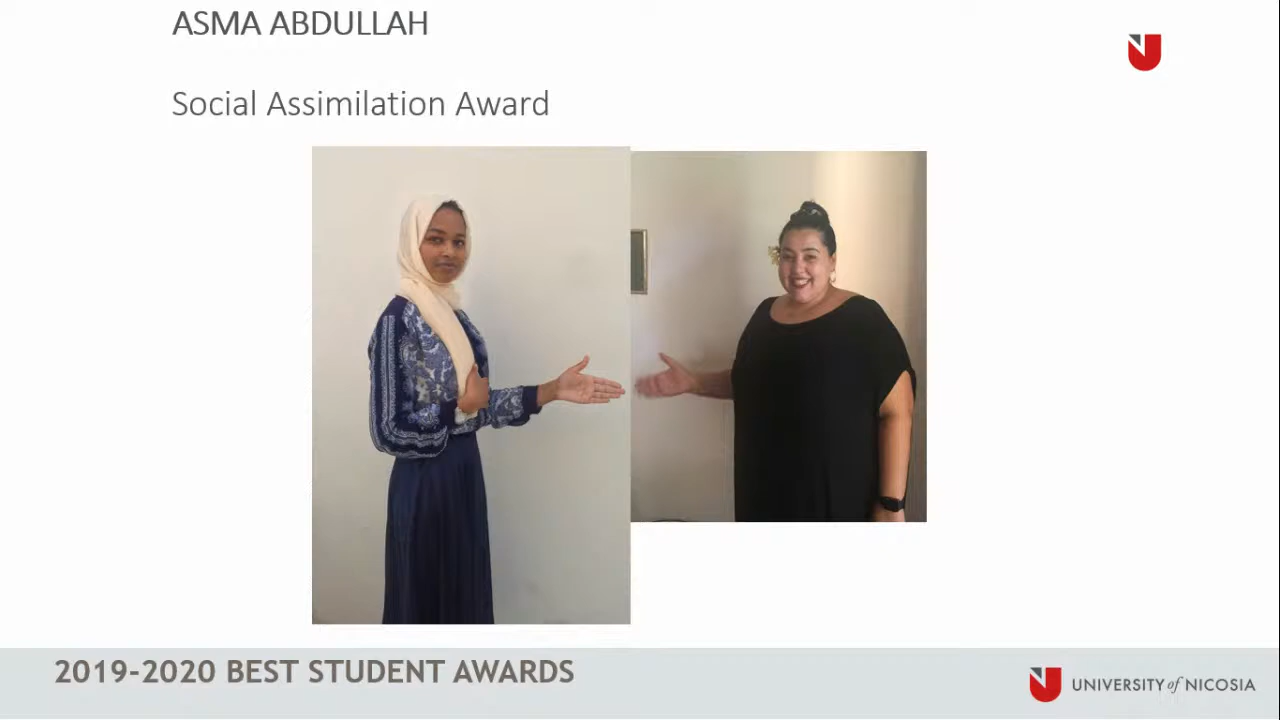 ASMA ABDULLAH
Social Assimilation Award
2019-2020 BEST STUDENT AWARDS
UNIVERSITY of NICOSIA